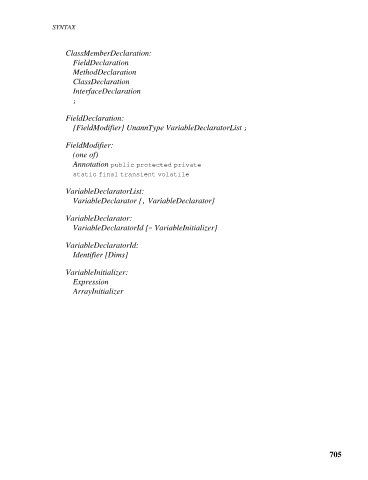 SYNTAX
ClassMemberDeclaration:
FieldDeclaration
MethodDeclaration
ClassDeclaration
InterfaceDeclaration
;
FieldDeclaration:
{FieldModifier} UnannType VariableDeclaratorList ;
FieldModifier:
(one of)
Annotation public protected private
static final transient volatile
VariableDeclaratorList:
VariableDeclarator {, VariableDeclarator}
VariableDeclarator:
VariableDeclaratorId [= VariableInitializer]
VariableDeclaratorId:
Identifier [Dims]
VariableInitializer:
Expression
ArrayInitializer
705